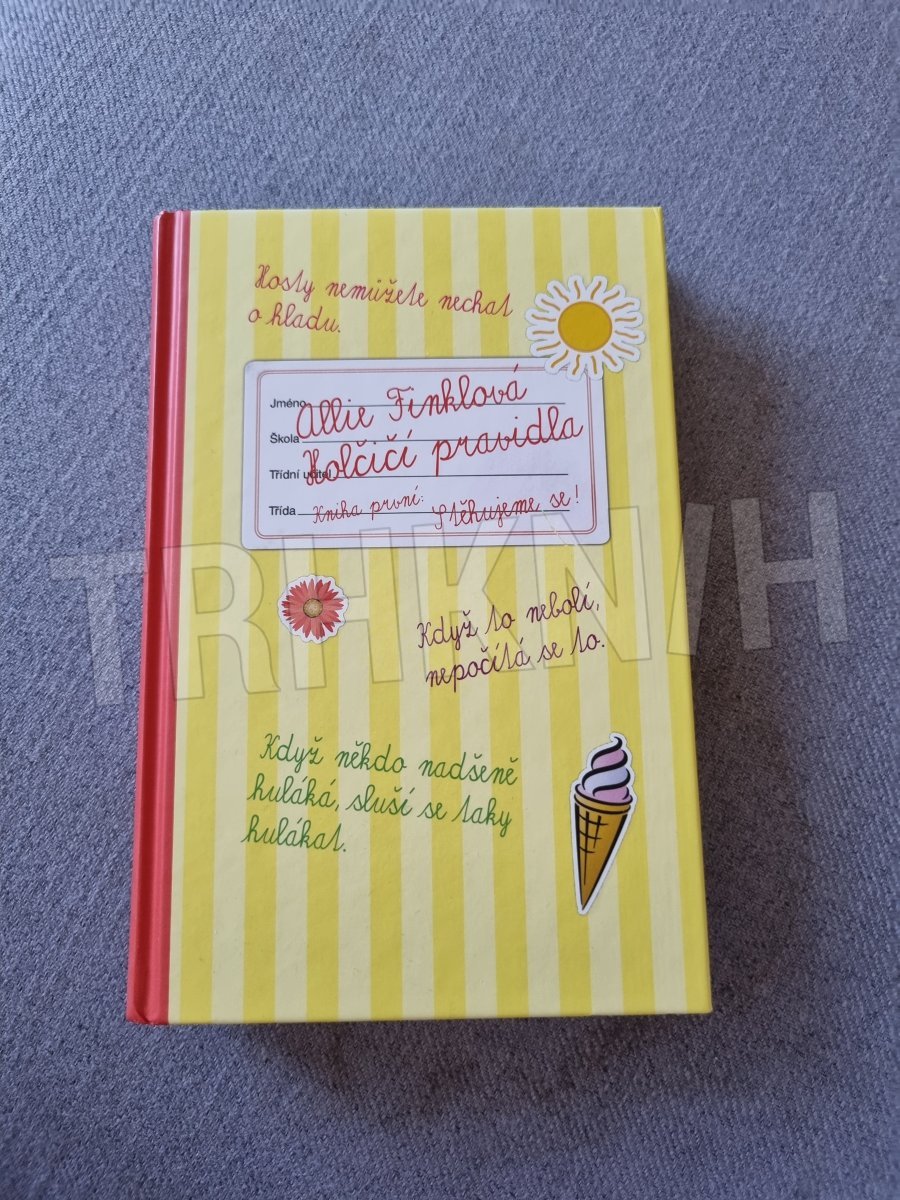 Hosty nemůžete nechat
o hladu.
Jméno Allie Finklová
Škola
Holčičí pravidla
Třídní učitel
Třída Kniha první: Stěhujeme se!
TRHKNIH
Když to nebolí,
nepočítá se to.
Když někdo nadšeně
huláká, sluší se taky
hulákat.